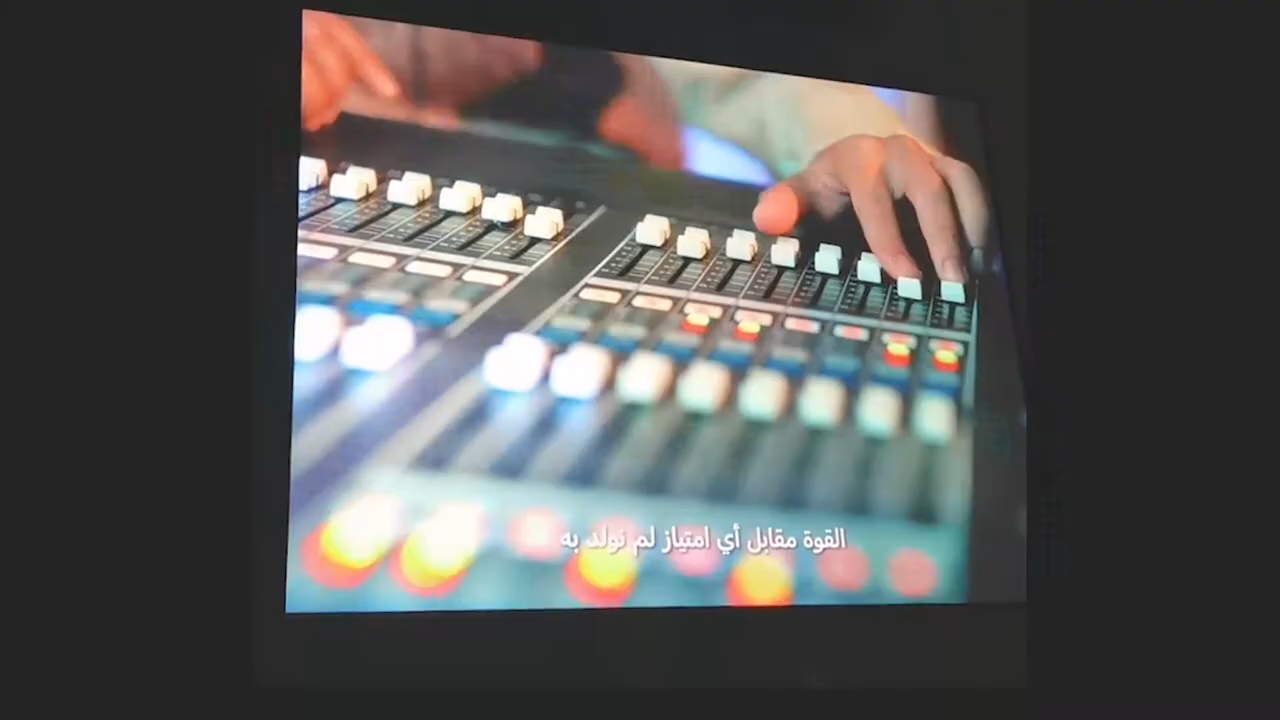 القوة مقابل أي امتياز لم نولد به